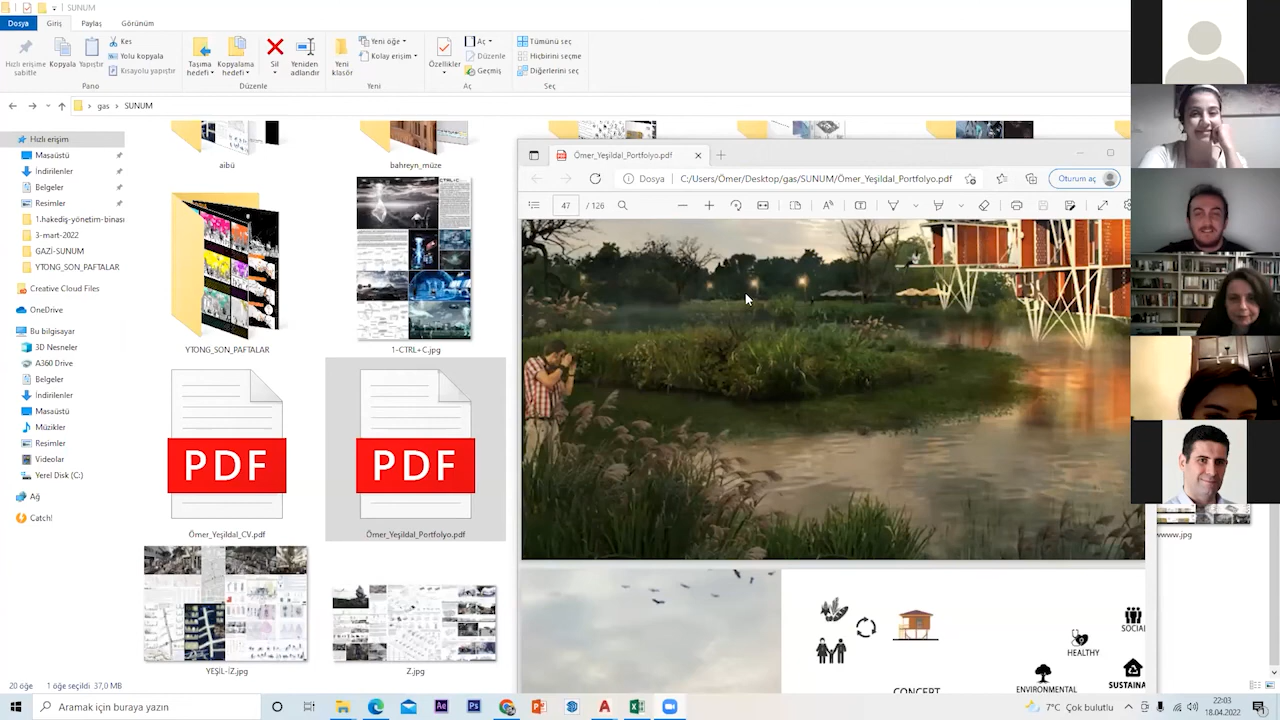 SUNUM
Dosya Giriş Paylaş Görünüm
Hızlı erişime sabitle
Kopyala
Yapıştır
Kes
Yolu kopyala
Kısayolu yapıştır
Pano
Taşıma hedefi
Kopyalama hedefi
Sil
Yeniden adlandır
Düzenle
Yeni klasör
Yeni öğe
Kolay erişim
Yeni
Özellikler
Aç
Düzenle
Geçmiş
Aç
Tümünü seç
Hiçbirini seçme
Diğerlerini seç
Seç
gas > SUNUM
Hızlı erişim
Masaüstü
İndirilenler
Belgeler
Resimler
1.hakediş-yönetim-binası
3-mart-2022
GAZİ-SUNUM
YTONG_SON_PAFTALAR
Creative Cloud Files
OneDrive
Bu bilgisayar
3D Nesneler
A360 Drive
Belgeler
İndirilenler
Masaüstü
Müzikler
Resimler
Videolar
Yerel Disk (C:)
Ağ
Catch!
aibü
bahreyn_müze
YTONG_SON_PAFTALAR
CTRL+C
1-CTRL+C.jpg
PDF
PDF
Ömer_Yeşildal_CV.pdf
Ömer_Yeşildal_Portfolyo.pdf
YEŞİL-İZ.jpg
Z.jpg
wwww.jpg
Ömer_Yeşildal_Portfolyo.pdf
Dosya C:/Users/Ömer/Desktop/gas/SUNUM/Ömer_Yeşildal_Portfolyo.pdf
Oturum aç
47 / 126
CONCEPT
ENVIRONMENTAL
HEALTHY
SOCIAL
SUSTAINA
20 öğe 1 öğe seçildi 37,0 MB
Aramak için buraya yazın
7°C Çok bulutlu
22:03
18.04.2022